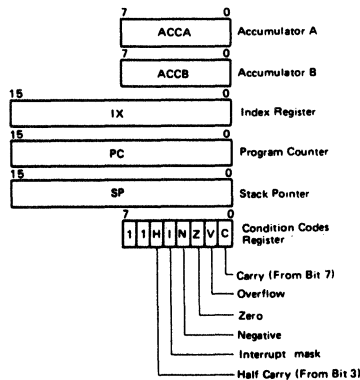 7 0
ACCA Accumulator A
7 0
ACCB Accumulator B
15 0
IX Index Register
15 0
PC Program Counter
15 0
SP Stack Pointer
7 0
1 1 H I N Z V C Condition Codes
Register
Carry (From Bit 7)
Overflow
Zero
Negative
Interrupt mask
Half Carry (From Bit 3)